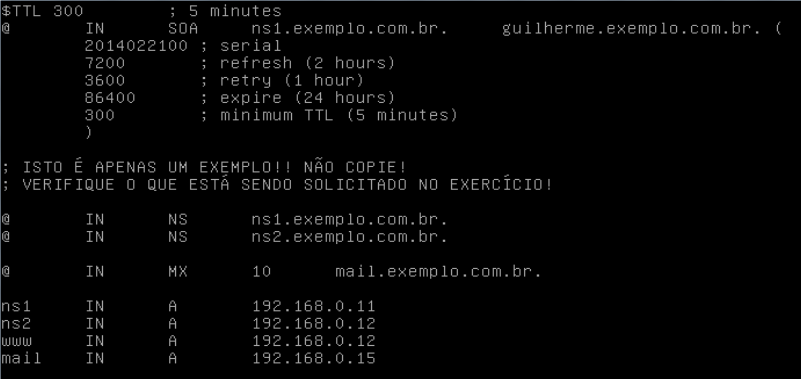 $TTL 300 ; 5 minutes
@ IN SOA ns1.exemplo.com.br. guilherme.exemplo.com.br. (
2014022100 ; serial
7200 ; refresh (2 hours)
3600 ; retry (1 hour)
86400 ; expire (24 hours)
300 ; minimum TTL (5 minutes)
)
; ISTO É APENAS UM EXEMPLO!! NÃO COPIE!
; VERIFIQUE O QUE ESTÁ SENDO SOLICITADO NO EXERCÍCIO!
@ IN NS ns1.exemplo.com.br.
@ IN NS ns2.exemplo.com.br.
@ IN MX 10 mail.exemplo.com.br.
ns1 IN A 192.168.0.11
ns2 IN A 192.168.0.12
www IN A 192.168.0.12
mail IN A 192.168.0.15